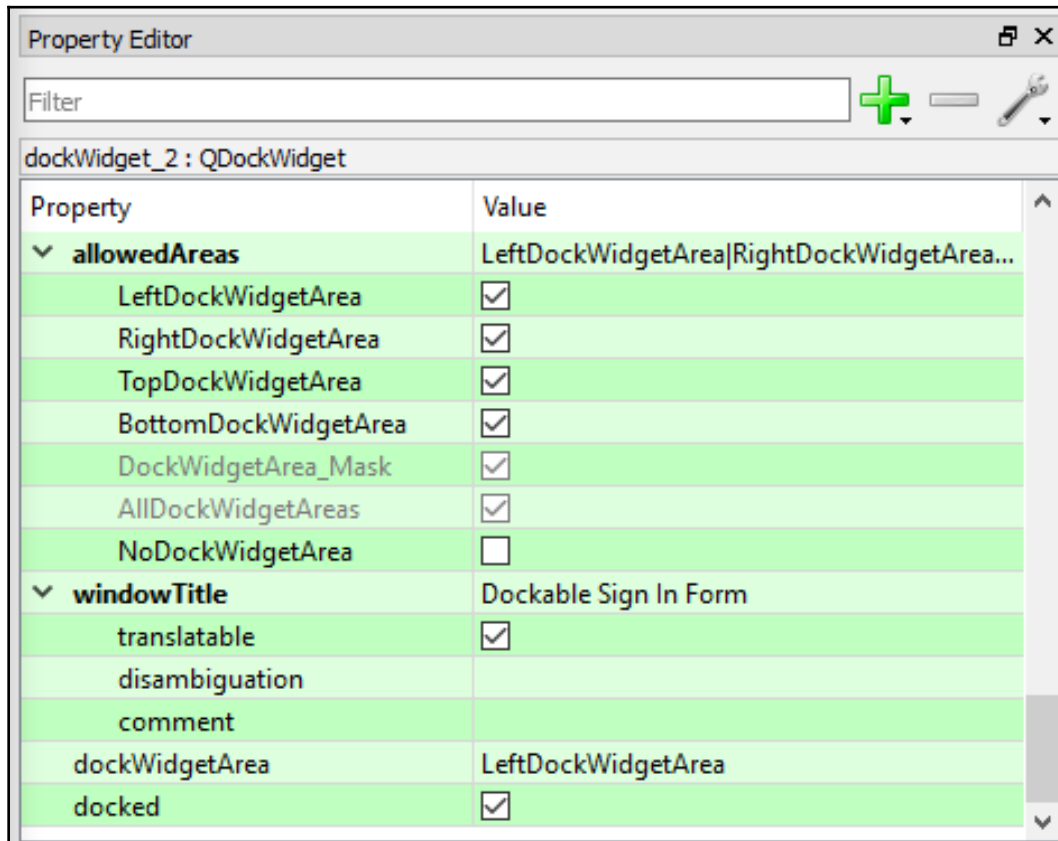 Property Editor
Filter
dockWidget_2 : QDockWidget
Property Value
allowedAreas LeftDockWidgetArea|RightDockWidgetArea...
LeftDockWidgetArea
RightDockWidgetArea
TopDockWidgetArea
BottomDockWidgetArea
DockWidgetArea_Mask
AllDockWidgetAreas
NoDockWidgetArea
windowTitle Dockable Sign In Form
translatable
disambiguation
comment
dockWidgetArea LeftDockWidgetArea
docked